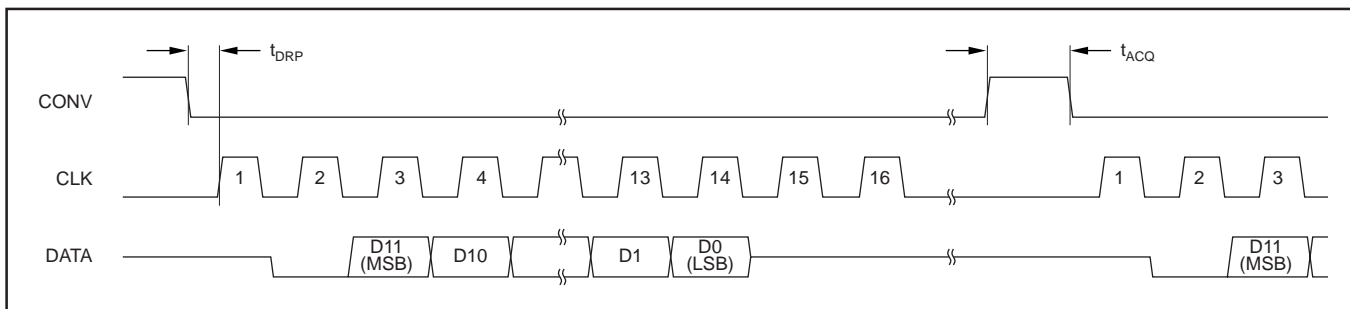 tDRP
tACQ
CONV
CLK
1 2 3 4 13 14 15 16 1 2 3
DATA
D11
(MSB)
D10
D1
D0
(LSB)
D11
(MSB)